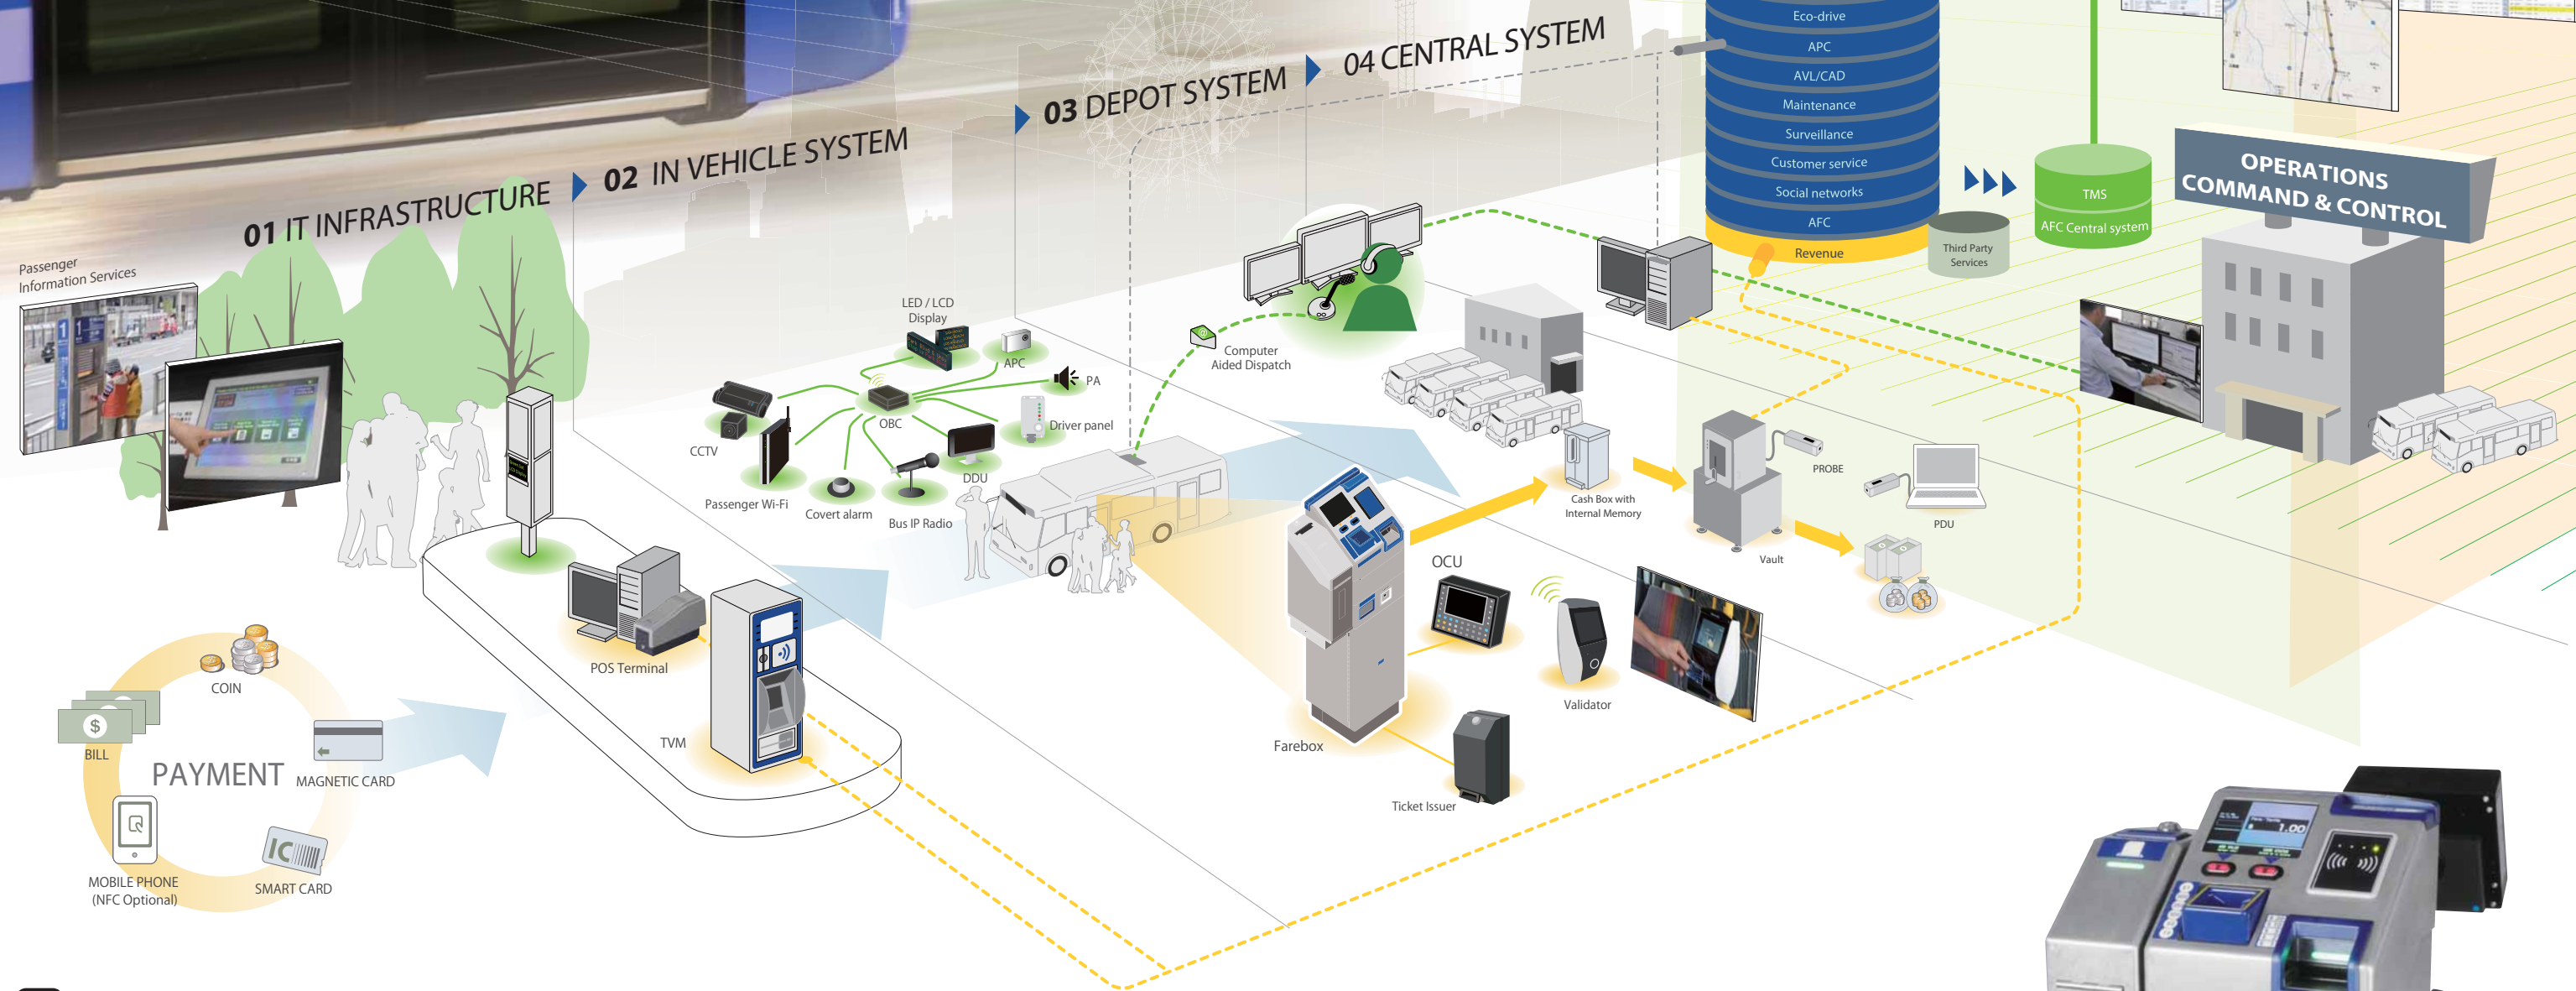 01 IT INFRASTRUCTURE
02 IN VEHICLE SYSTEM
03 DEPOT SYSTEM
04 CENTRAL SYSTEM
Passenger
Information Services
LED / LCD
Display
APC
PA
OBC
Driver panel
CCTV
DDU
Passenger Wi-Fi
Covert alarm
Bus IP Radio
Computer
Aided Dispatch
Eco-drive
APC
AVL/CAD
Maintenance
Surveillance
Customer service
Social networks
AFC
Revenue
Third Party
Services
TMS
AFC Central system
OPERATIONS
COMMAND & CONTROL
Cash Box with
Internal Memory
PROBE
PDU
Vault
OCU
Validator
Farebox
Ticket Issuer
POS Terminal
TVM
COIN
$
BILL
PAYMENT
MAGNETIC CARD
IC
MOBILE PHONE
(NFC Optional)
SMART CARD
1.00